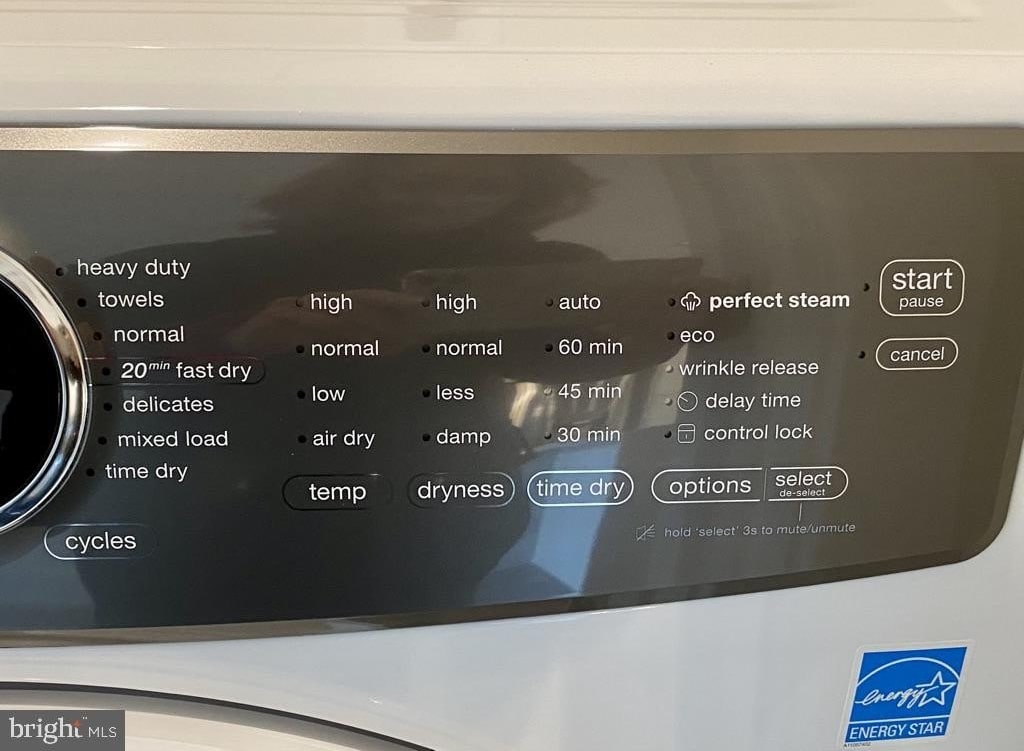 heavy duty
towels
normal
20 min fast dry
delicates
mixed load
time dry
cycles
high
normal
low
air dry
temp
high
normal
less
damp
dryness
auto
60 min
45 min
30 min
time dry
perfect steam
eco
wrinkle release
delay time
control lock
options
select
de-select
hold 'select' 3s to mute/unmute
start
pause
cancel
energy
ENERGY STAR
bright MLS